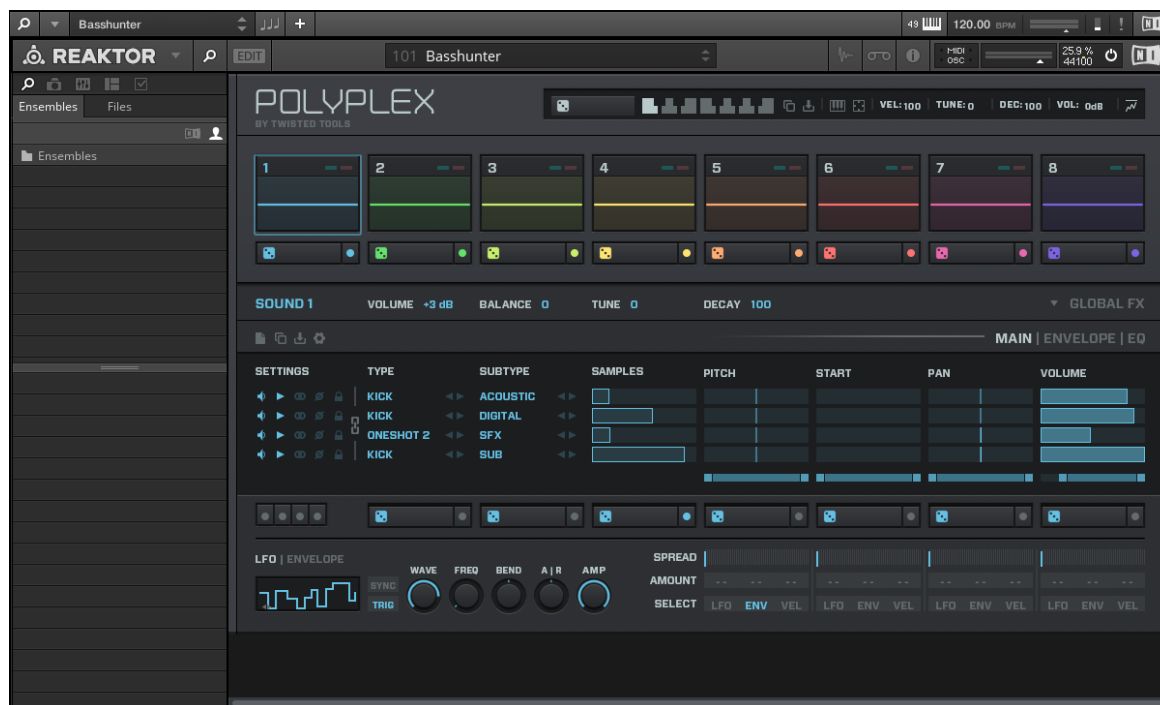 Basshunter 49 120.00 BPM NI
REAKTOR EDIT 101 Basshunter MIDI OSC 25.9 % 44100 NI
Ensembles Files
NI
Ensembles
POLYPLEX
BY TWISTED TOOLS
VEL:100 TUNE:0 DEC:100 VOL: 0dB
1 2 3 4 5 6 7 8
SOUND 1 VOLUME +3 dB BALANCE 0 TUNE 0 DECAY 100 GLOBAL FX
MAIN | ENVELOPE | EQ
SETTINGS TYPE SUBTYPE SAMPLES PITCH START PAN VOLUME
KICK ACOUSTIC
KICK DIGITAL
ONESHOT 2 SFX
KICK SUB
LFO | ENVELOPE
WAVE FREQ BEND A|R AMP
SYNC
TRIG
SPREAD
AMOUNT -- -- -- -- -- -- -- -- -- -- -- --
SELECT LFO ENV VEL LFO ENV VEL LFO ENV VEL LFO ENV VEL